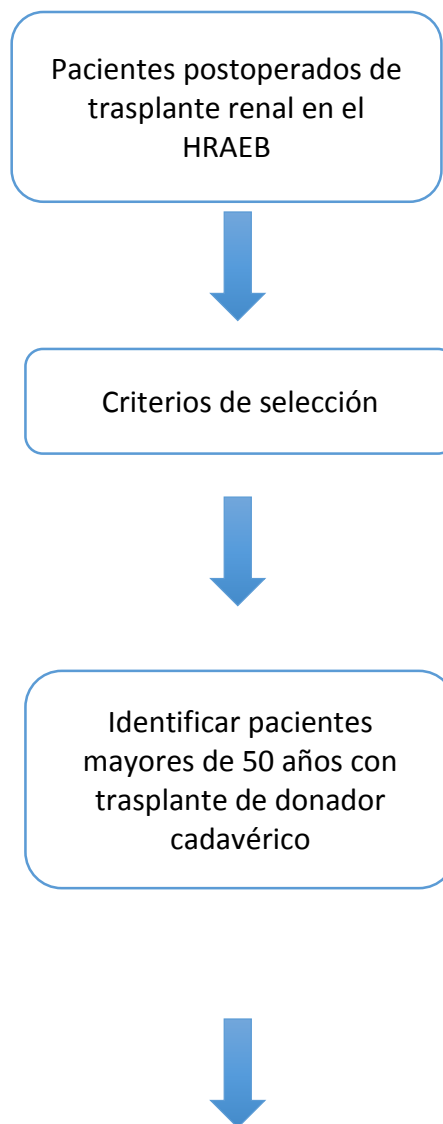 Pacientes postoperados de
trasplante renal en el
HRAEB
Criterios de selección
Identificar pacientes
mayores de 50 años con
trasplante de donador
cadavérico